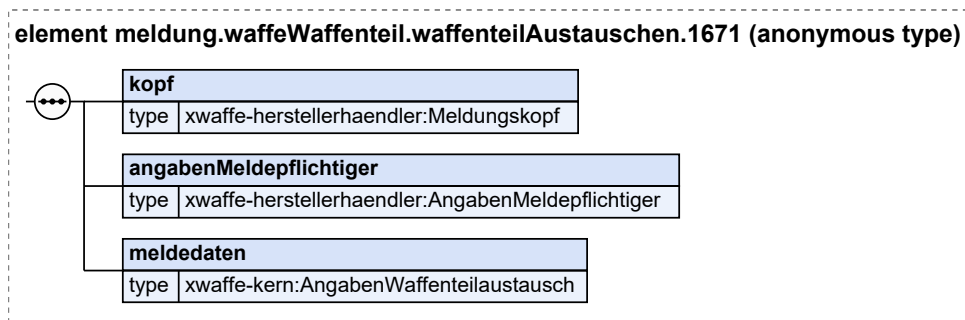 element meldung.waffeWaffenteil.waffenteilAustauschen.1671 (anonymous type)
kopf
type xwaffe-herstellerhaendler:Meldungskopf
angabenMeldepflichtiger
type xwaffe-herstellerhaendler:AngabenMeldepflichtiger
meldedaten
type xwaffe-kern:AngabenWaffenteilaustausch